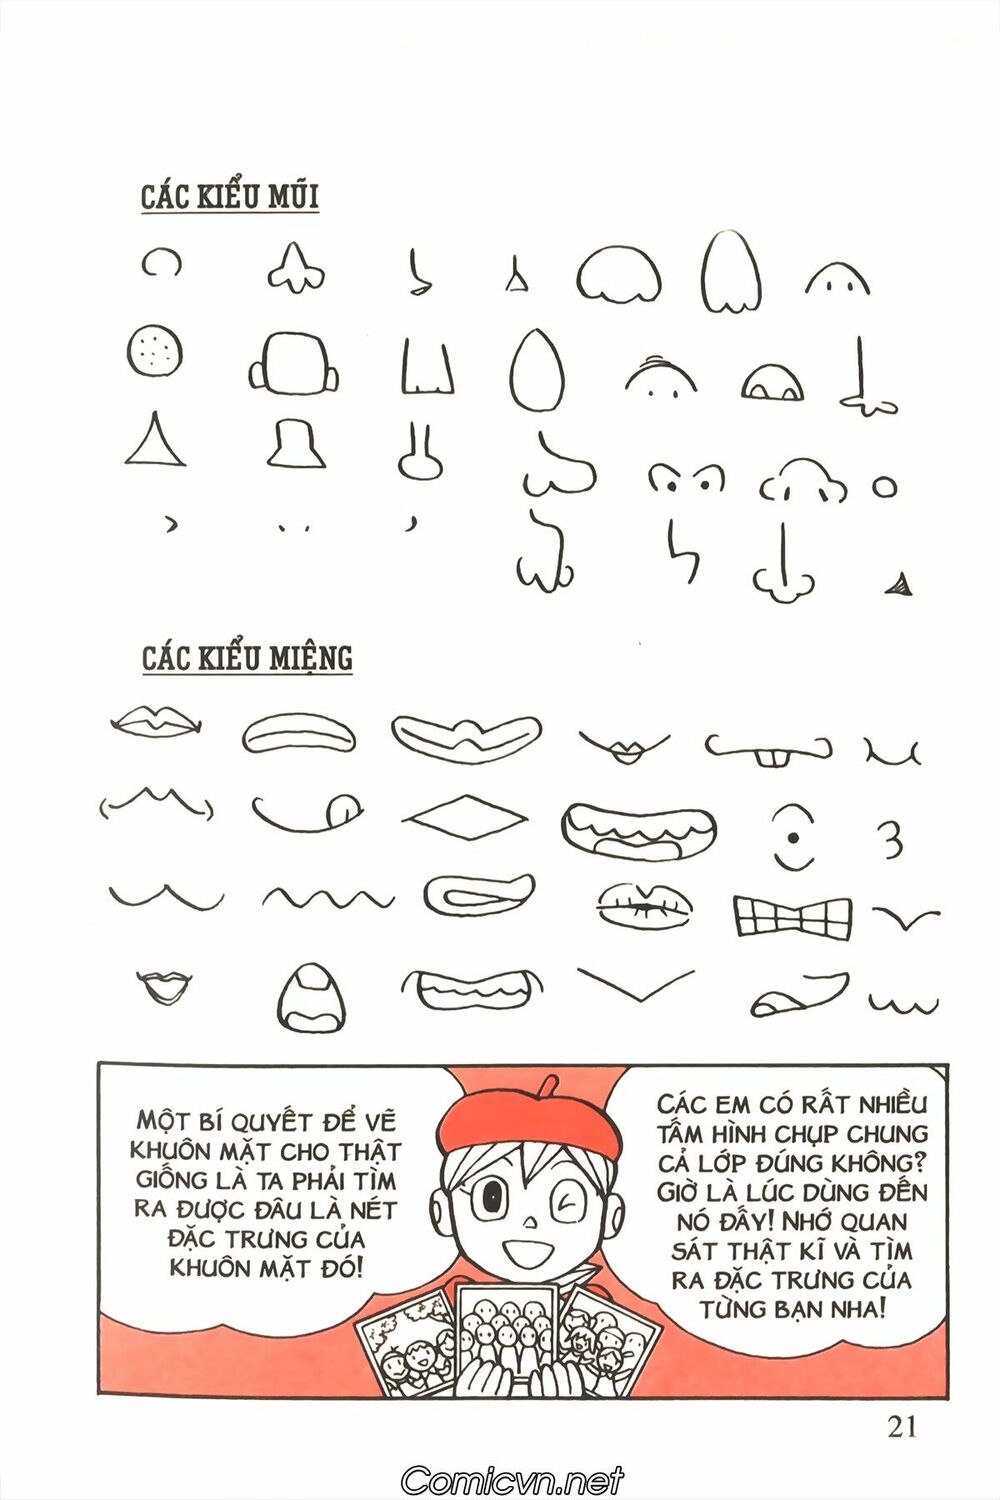 CÁC KIỂU MŨI
CÁC KIỂU MIỆNG
MỘT BÍ QUYẾT ĐỂ VẼ
KHUÔN MẶT CHO THẬT
GIỐNG LÀ TA PHẢI TÌM
RA ĐƯỢC ĐÂU LÀ NÉT
ĐẶC TRƯNG CỦA
KHUÔN MẶT ĐÓ!
CÁC EM CÓ RẤT NHIỀU
TẤM HÌNH CHỤP CHUNG
CẢ LỚP ĐÚNG KHÔNG?
GIỜ LÀ LÚC DÙNG ĐẾN
NÓ ĐẤY! NHỚ QUAN
SÁT THẬT KĨ VÀ TÌM
RA ĐẶC TRƯNG CỦA
TỪNG BẠN NHA!
21
Comicvn.net